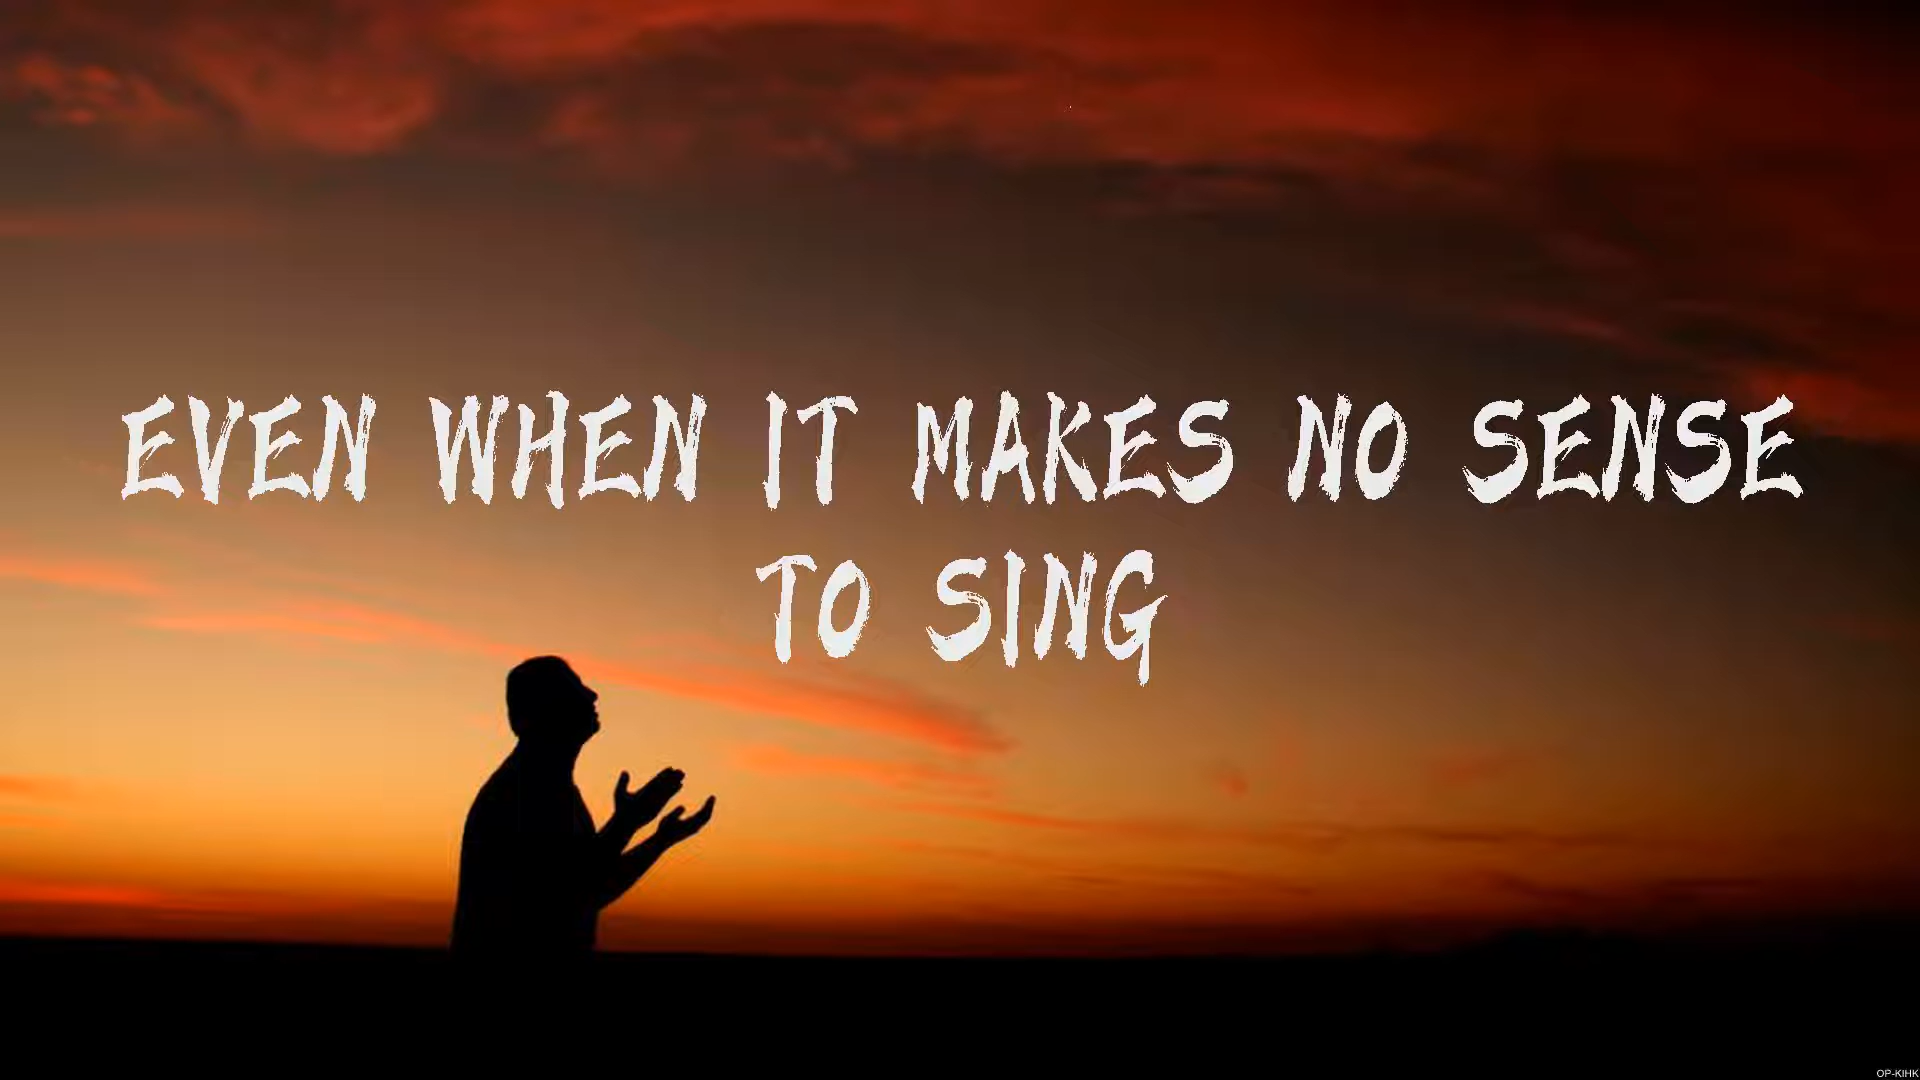 EVEN WHEN IT MAKES NO SENSE
TO SING
OP-KIHK